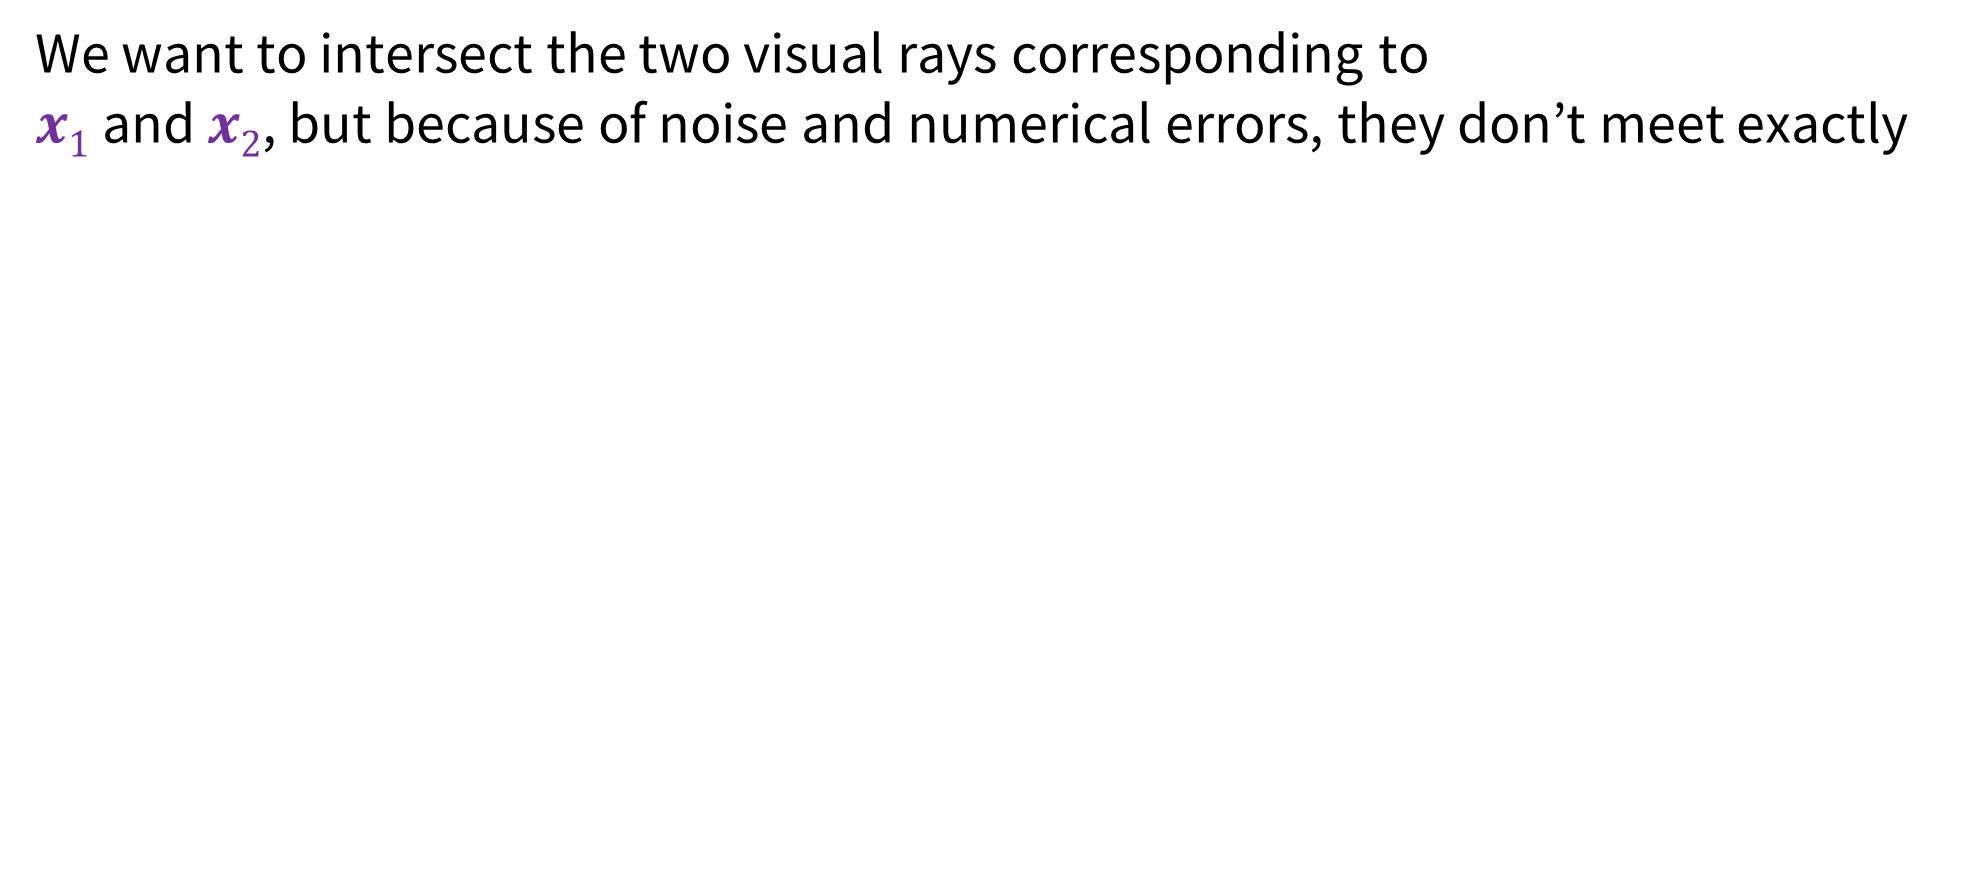 We want to intersect the two visual rays corresponding to
𝒙₁ and 𝒙₂, but because of noise and numerical errors, they don’t meet exactly